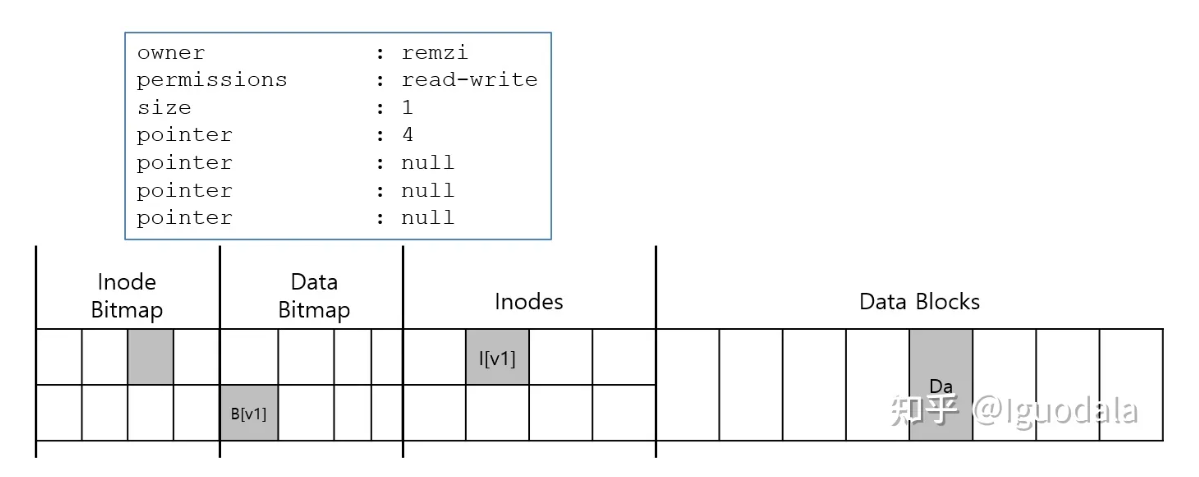 owner : remzi
permissions : read-write
size : 1
pointer : 4
pointer : null
pointer : null
pointer : null
Inode
Bitmap
Data
Bitmap
Inodes
Data Blocks
I[v1]
B[v1]
Da
知乎 @Iguodala